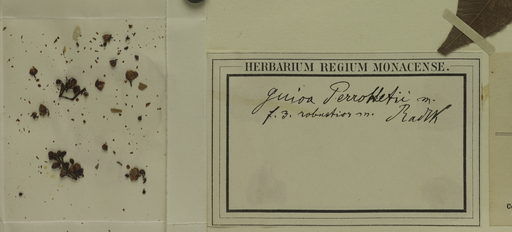 HERBARIUM REGIUM MONACENSE.
Guioa Perrottetii m.
f. 3. robustior m. Radlk